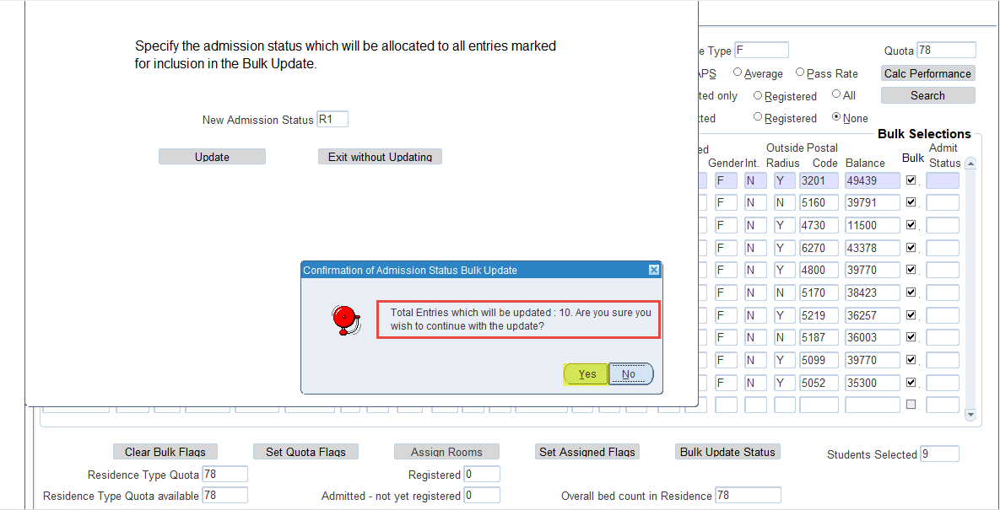 Specify the admission status which will be allocated to all entries marked
for inclusion in the Bulk Update.
New Admission Status R1
Update Exit without Updating
e Type F Quota 78
APS Average Pass Rate Calc Performance
ted only Registered All Search
tted Registered None
Bulk Selections
ed Outside Postal Admit
Gender Int. Radius Code Balance Bulk Status
F N Y 3201 49439
F N N 5160 39791
F N Y 4730 11500
F N Y 6270 43378
F N Y 4800 39770
F N N 5170 38423
F N Y 5219 36257
F N N 5187 36003
F N Y 5099 39770
F N Y 5052 35300
Confirmation of Admission Status Bulk Update
Total Entries which will be updated : 10. Are you sure you
wish to continue with the update?
Yes No
Clear Bulk Flags Set Quota Flags Assign Rooms Set Assigned Flags Bulk Update Status Students Selected 9
Residence Type Quota 78 Registered 0
Residence Type Quota available 78 Admitted - not yet registered 0 Overall bed count in Residence 78